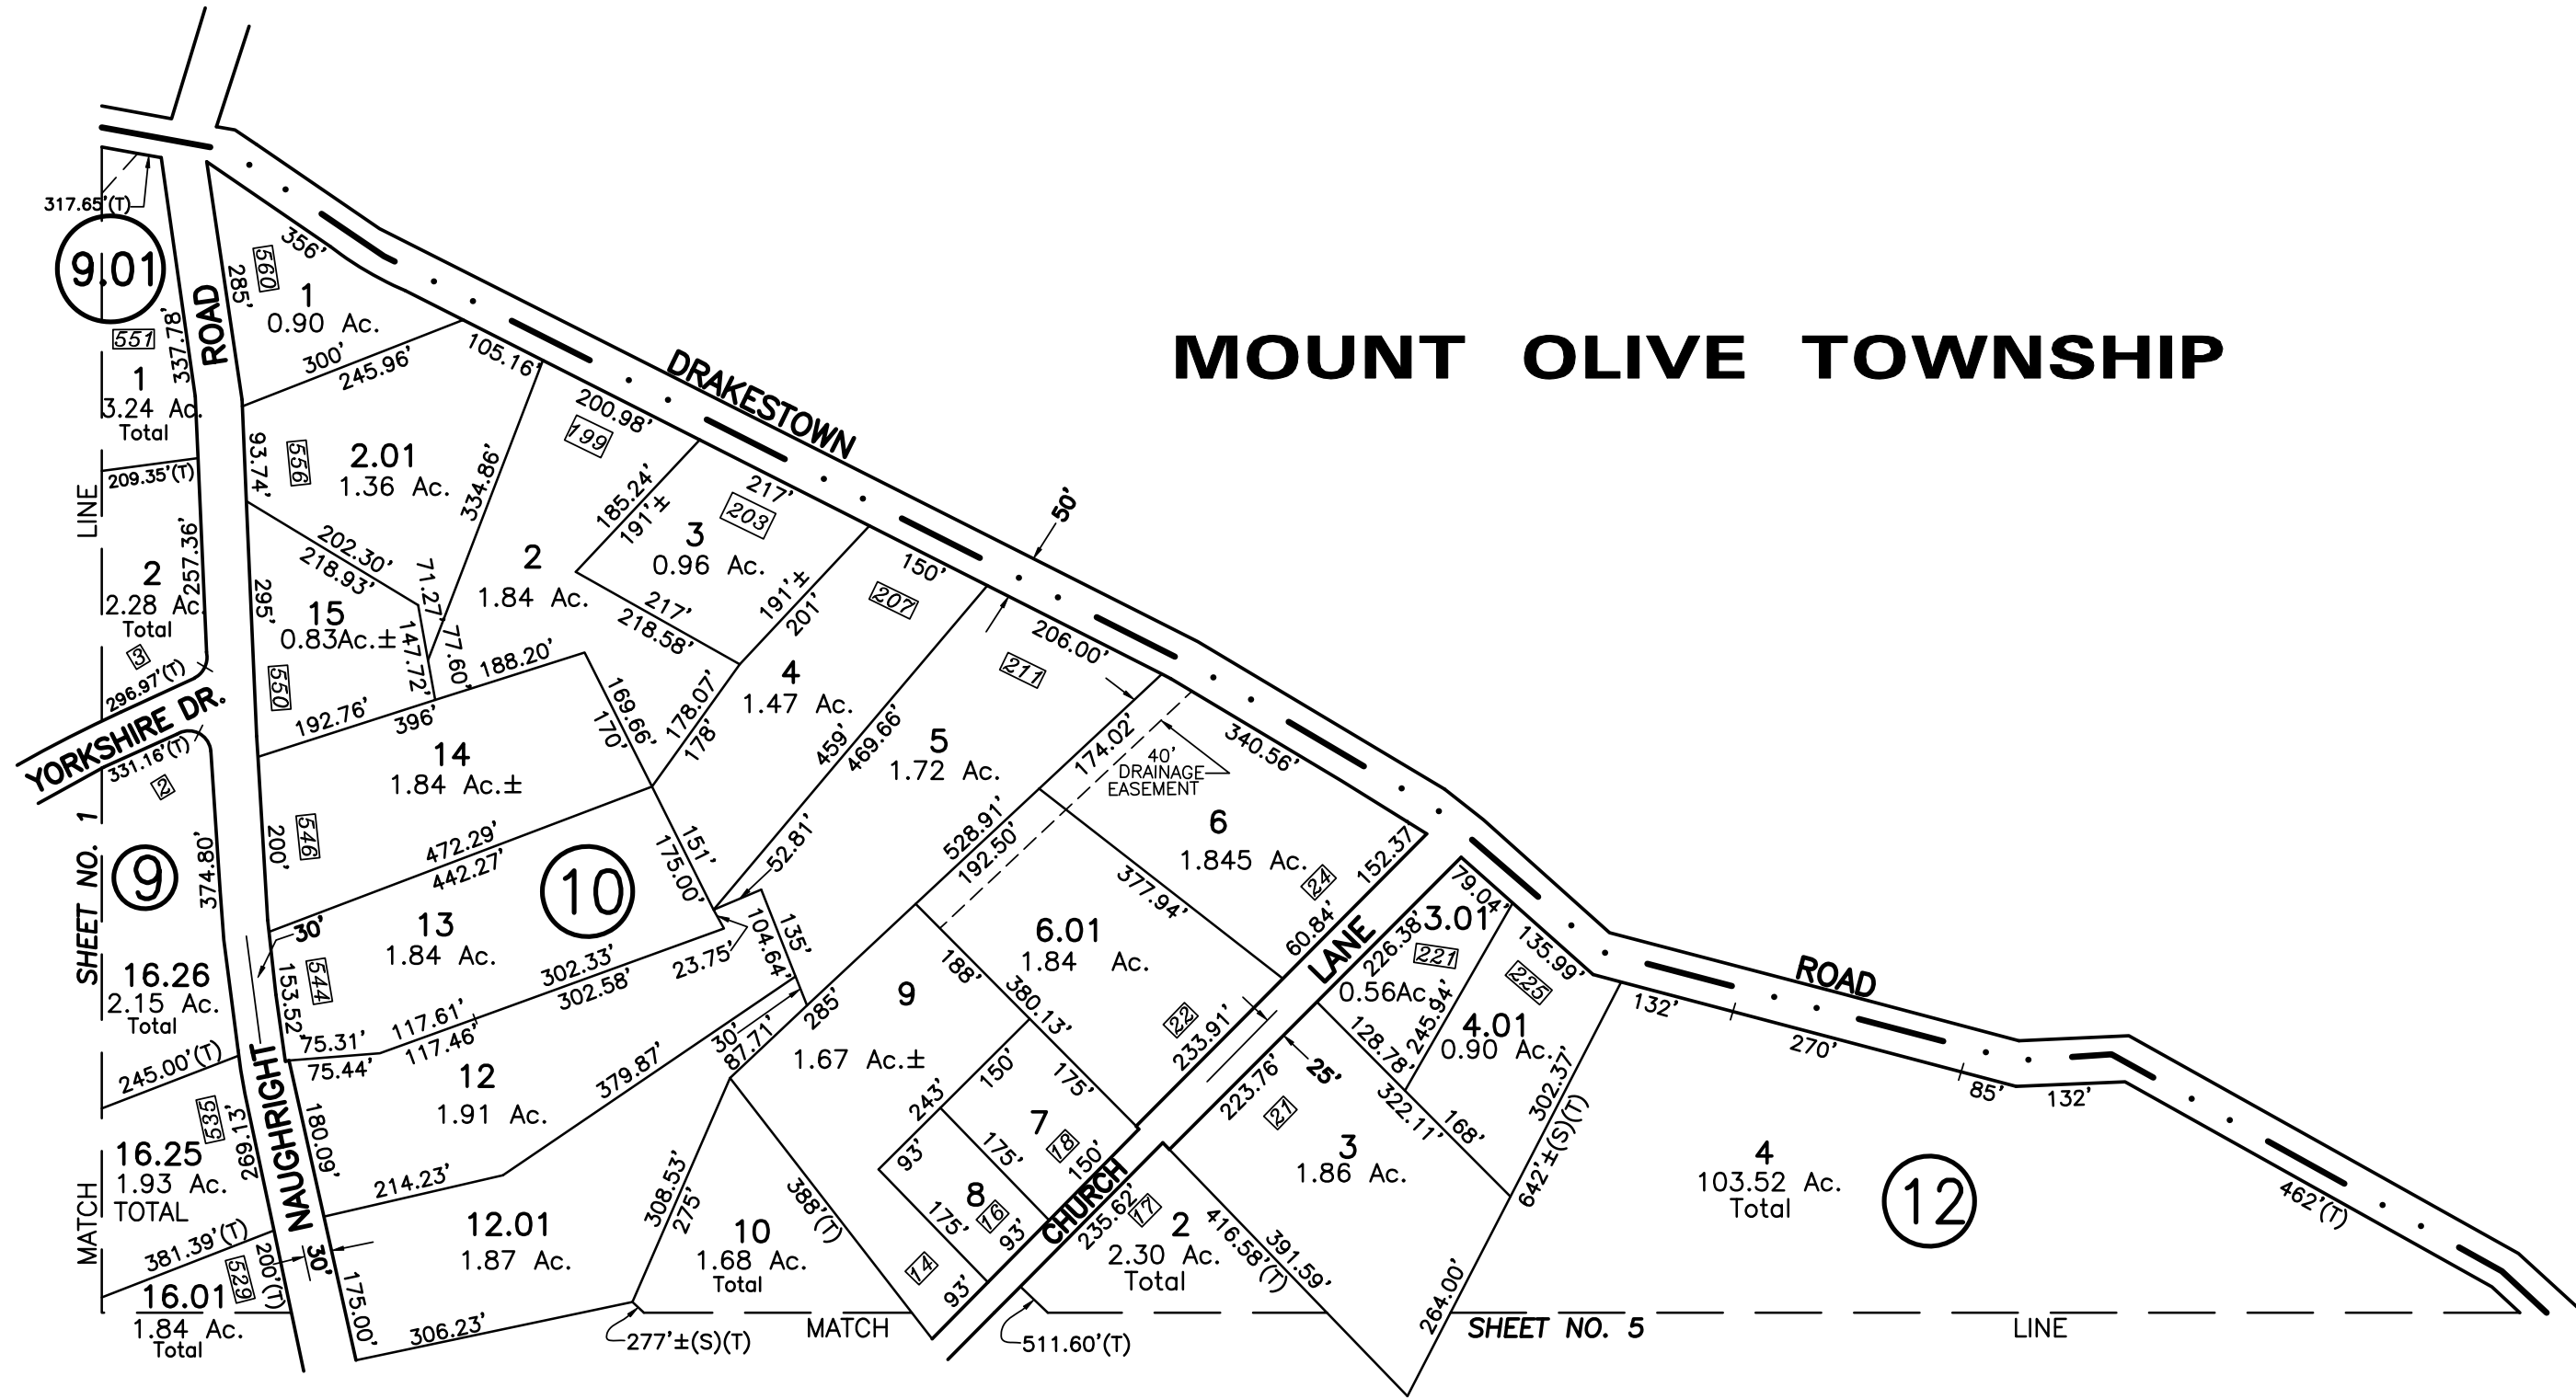 MOUNT OLIVE TOWNSHIP
317.65'(T)
9.01
551
337.78'
ROAD
1
3.24 Ac.
Total
209.35'(T)
LINE
257.36'
2
2.28 Ac.
Total
3
296.97'(T)
YORKSHIRE DR.
331.16'(T)
2
SHEET NO. 1
9
374.80'
16.26
2.15 Ac.
Total
245.00'(T)
535
269.13'
16.25
1.93 Ac.
TOTAL
MATCH
381.39'(T)
200'(T)
529
16.01
1.84 Ac.
Total
NAUGHRIGHT
30'
30'
356'
560
285'
1
0.90 Ac.
300'
245.96'
105.16'
93.74'
556
2.01
1.36 Ac.
334.86'
202.30'
218.93'
71.27'
295'
15
0.83Ac.±
147.72'
77.60'
550
192.76'
396'
188.20'
DRAKESTOWN
200.98'
199
2
1.84 Ac.
185.24'
191'±
217'
203
3
0.96 Ac.
217'
218.58'
191'±
201'
150'
207
4
1.47 Ac.
178.07'
178'
169.66'
170'
14
1.84 Ac.±
546
200'
472.29'
442.27'
459'
469.66'
50'
206.00'
211
5
1.72 Ac.
528.91'
192.50'
174.02'
40'
DRAINAGE
EASEMENT
340.56'
6
1.845 Ac.
24
152.37'
377.94'
60.84'
10
151'
175.00'
52.81'
135'
104.64'
23.75'
13
1.84 Ac.
544
153.52'
302.33'
302.58'
117.61'
117.46'
75.31'
75.44'
12
1.91 Ac.
180.09'
379.87'
30'
87.71'
285'
214.23'
12.01
1.87 Ac.
175.00'
306.23'
308.53'
275'
277'±(S)(T)
10
1.68 Ac.
Total
388'(T)
14
93'
9
1.67 Ac.±
188'
380.13'
6.01
1.84 Ac.
22
233.91'
LANE
150'
175'
243'
7
18
150'
175'
93'
8
16
93'
175'
CHURCH
235.62'
17
2
2.30 Ac.
Total
416.58'(T)
391.59'
511.60'(T)
79.04'
3.01
221
0.56Ac.
226.38'
245.94'
128.78'
135.99'
225
4.01
0.90 Ac.
302.37'
322.11'
168'
223.76'
25'
21
3
1.86 Ac.
642'±(S)(T)
264.00'
ROAD
132'
270'
85'
132'
462'(T)
4
103.52 Ac.
Total
12
MATCH
SHEET NO. 5
LINE